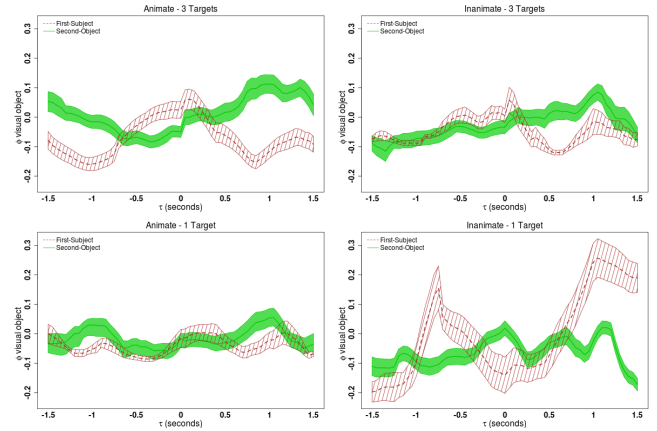 Animate - 3 Targets
First-Subject
Second-Object
ϕ visual object
0.3
0.2
0.1
0.0
-0.1
-0.2
-1.5 -1 -0.5 0 0.5 1 1.5
τ (seconds)
Inanimate - 3 Targets
First-Subject
Second-Object
ϕ visual object
0.3
0.2
0.1
0.0
-0.1
-0.2
-1.5 -1 -0.5 0 0.5 1 1.5
τ (seconds)
Animate - 1 Target
First-Subject
Second-Object
ϕ visual object
0.3
0.2
0.1
0.0
-0.1
-0.2
-1.5 -1 -0.5 0 0.5 1 1.5
τ (seconds)
Inanimate - 1 Target
First-Subject
Second-Object
ϕ visual object
0.3
0.2
0.1
0.0
-0.1
-0.2
-1.5 -1 -0.5 0 0.5 1 1.5
τ (seconds)